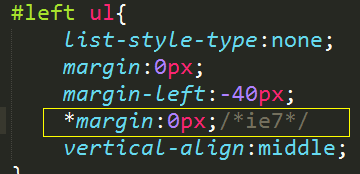 #left ul{
list-style-type:none;
margin:0px;
margin-left:-40px;
*margin:0px;/*ie7*/
vertical-align:middle;
}